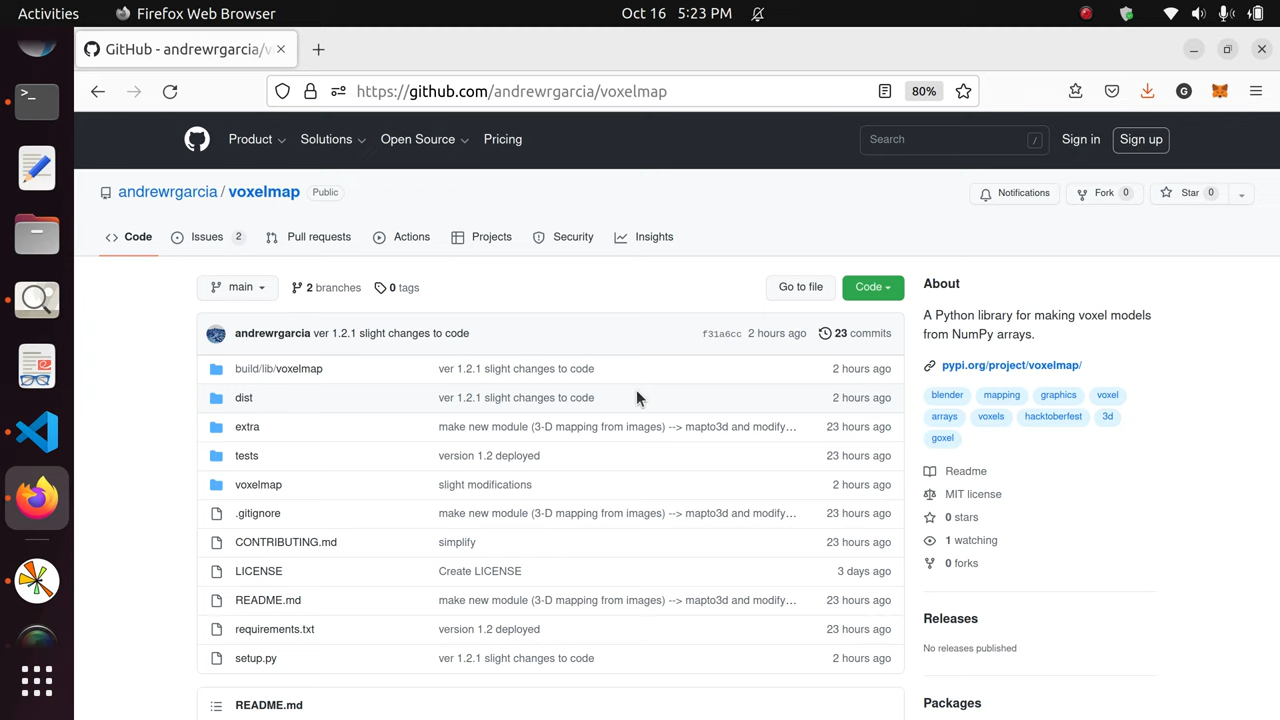 Activities Firefox Web Browser Oct 16 5:23 PM
GitHub - andrewrgarcia/v
https://github.com/andrewrgarcia/voxelmap 80%
Product Solutions Open Source Pricing Search / Sign in Sign up
andrewrgarcia / voxelmap Public Notifications Fork 0 Star 0
Code Issues 2 Pull requests Actions Projects Security Insights
main 2 branches 0 tags Go to file Code
andrewrgarcia ver 1.2.1 slight changes to code f31a6cc 2 hours ago 23 commits
build/lib/voxelmap ver 1.2.1 slight changes to code 2 hours ago
dist ver 1.2.1 slight changes to code 2 hours ago
extra make new module (3-D mapping from images) --> mapto3d and modify... 23 hours ago
tests version 1.2 deployed 23 hours ago
voxelmap slight modifications 2 hours ago
.gitignore make new module (3-D mapping from images) --> mapto3d and modify... 23 hours ago
CONTRIBUTING.md simplify 23 hours ago
LICENSE Create LICENSE 3 days ago
README.md make new module (3-D mapping from images) --> mapto3d and modify... 23 hours ago
requirements.txt version 1.2 deployed 23 hours ago
setup.py ver 1.2.1 slight changes to code 2 hours ago
README.md
About
A Python library for making voxel models
from NumPy arrays.
pypi.org/project/voxelmap/
blender mapping graphics voxel
arrays voxels hacktoberfest 3d
goxel
Readme
MIT license
0 stars
1 watching
0 forks
Releases
No releases published
Packages